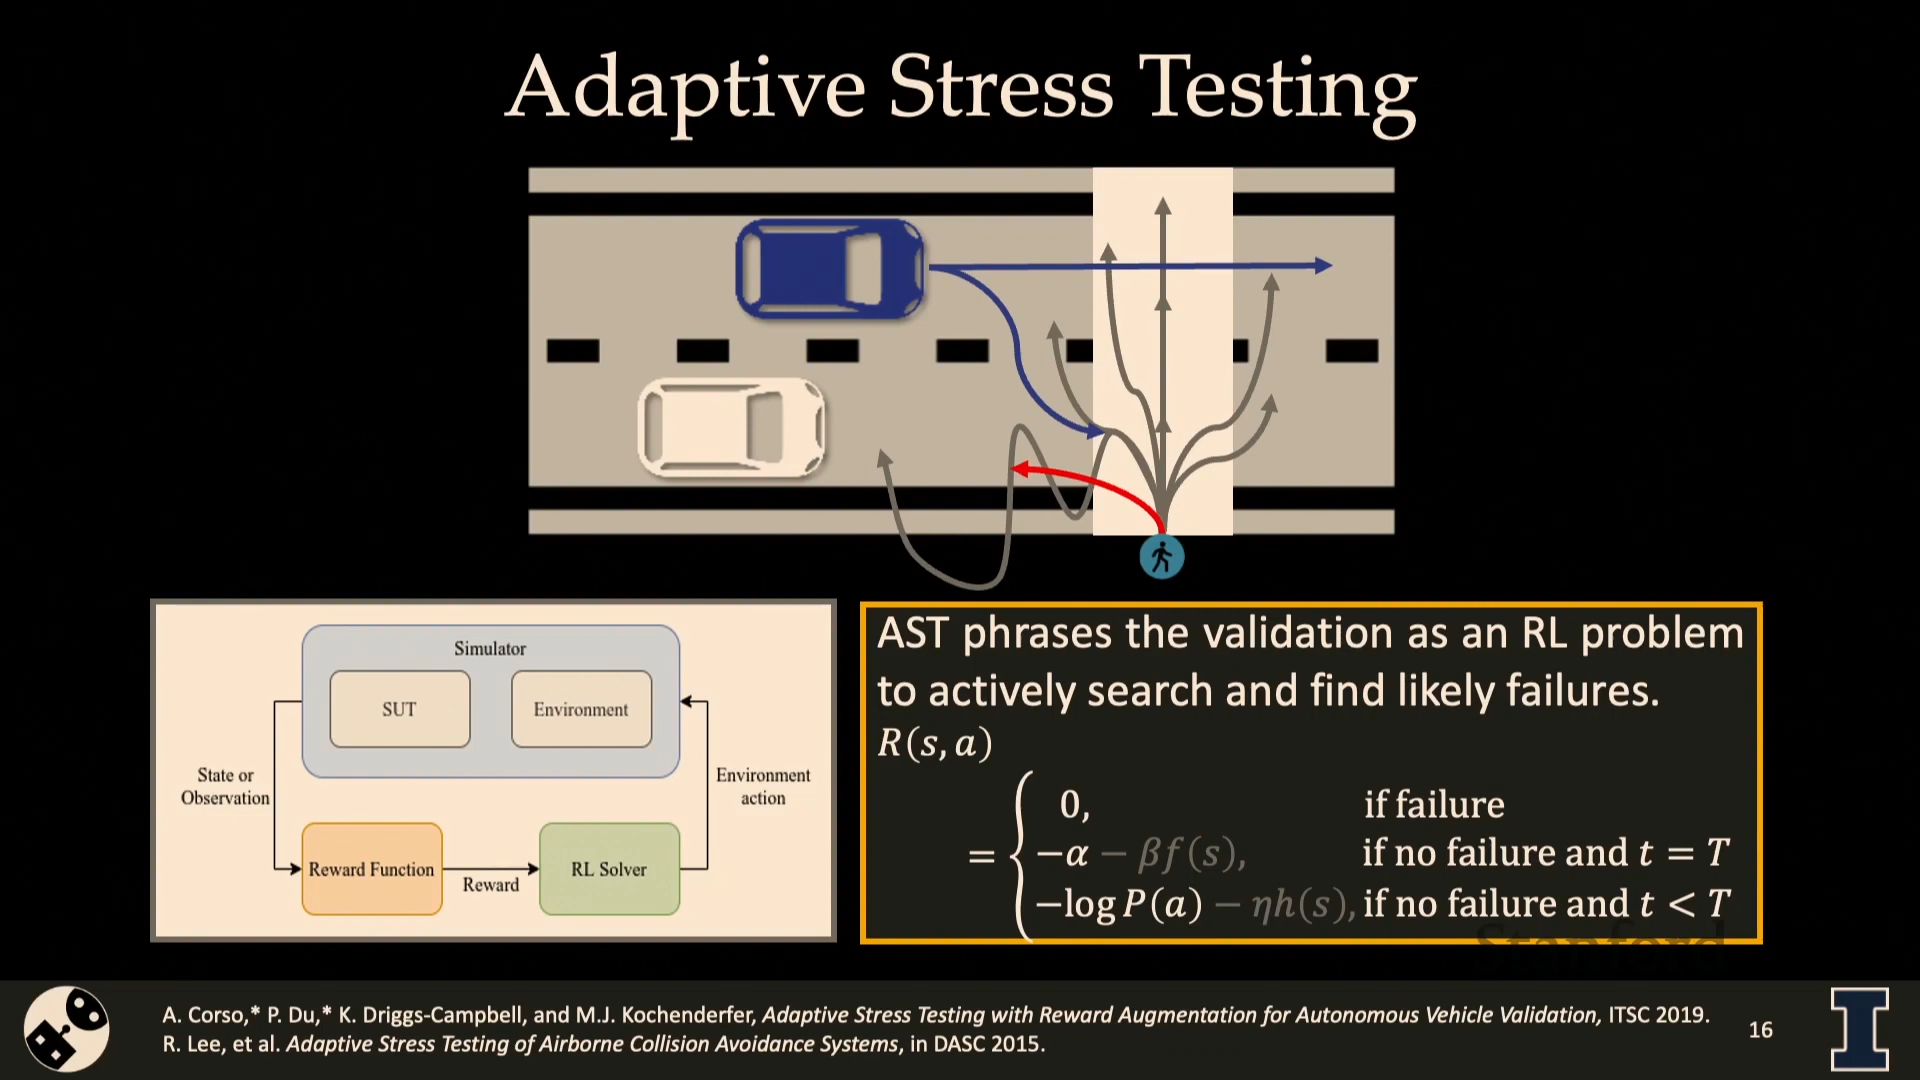 Adaptive Stress Testing
Simulator
SUT
Environment
State or
Observation
Environment
action
Reward Function
Reward
RL Solver
AST phrases the validation as an RL problem
to actively search and find likely failures.
R(s, a)
= { 0, if failure
−α − βf(s), if no failure and t = T
−log P(a) − ηh(s), if no failure and t < T
Stanford
A. Corso,* P. Du,* K. Driggs-Campbell, and M.J. Kochenderfer, Adaptive Stress Testing with Reward Augmentation for Autonomous Vehicle Validation, ITSC 2019.
R. Lee, et al. Adaptive Stress Testing of Airborne Collision Avoidance Systems, in DASC 2015.
16
I